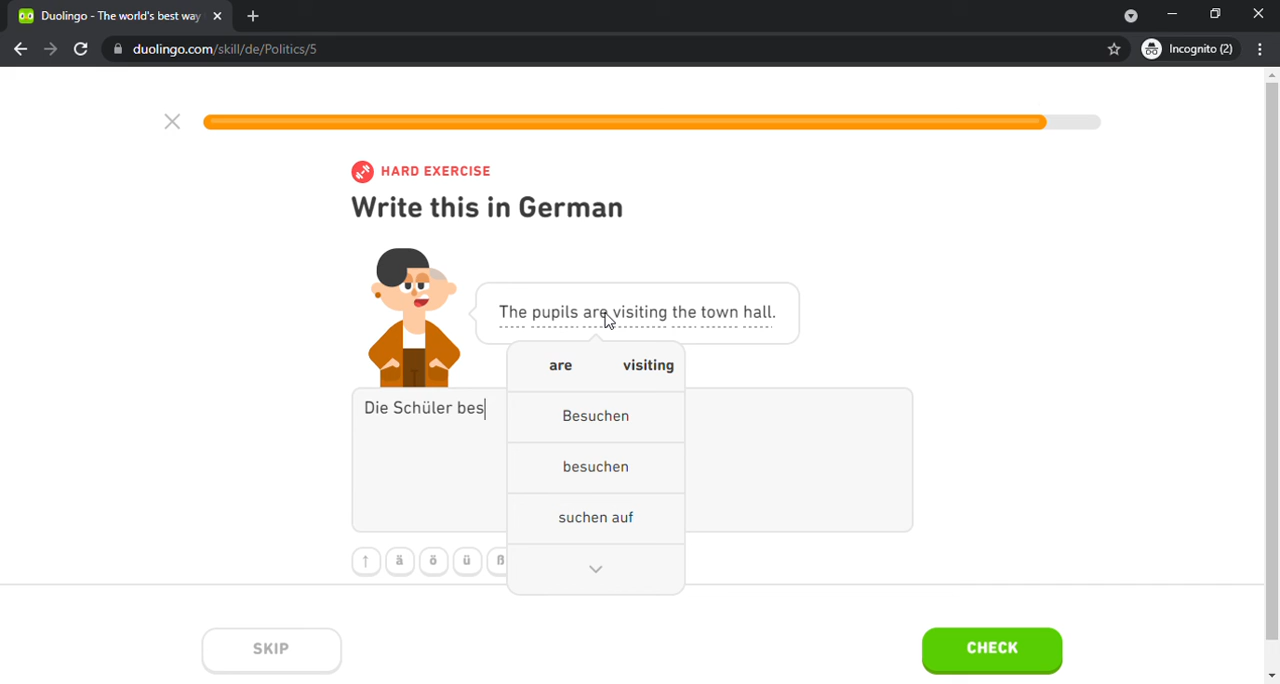 Duolingo - The world's best way
duolingo.com/skill/de/Politics/5
Incognito (2)
HARD EXERCISE
Write this in German
The pupils are visiting the town hall.
are visiting
Besuchen
besuchen
suchen auf
Die Schüler bes
↑ ä ö ü ß
SKIP
CHECK